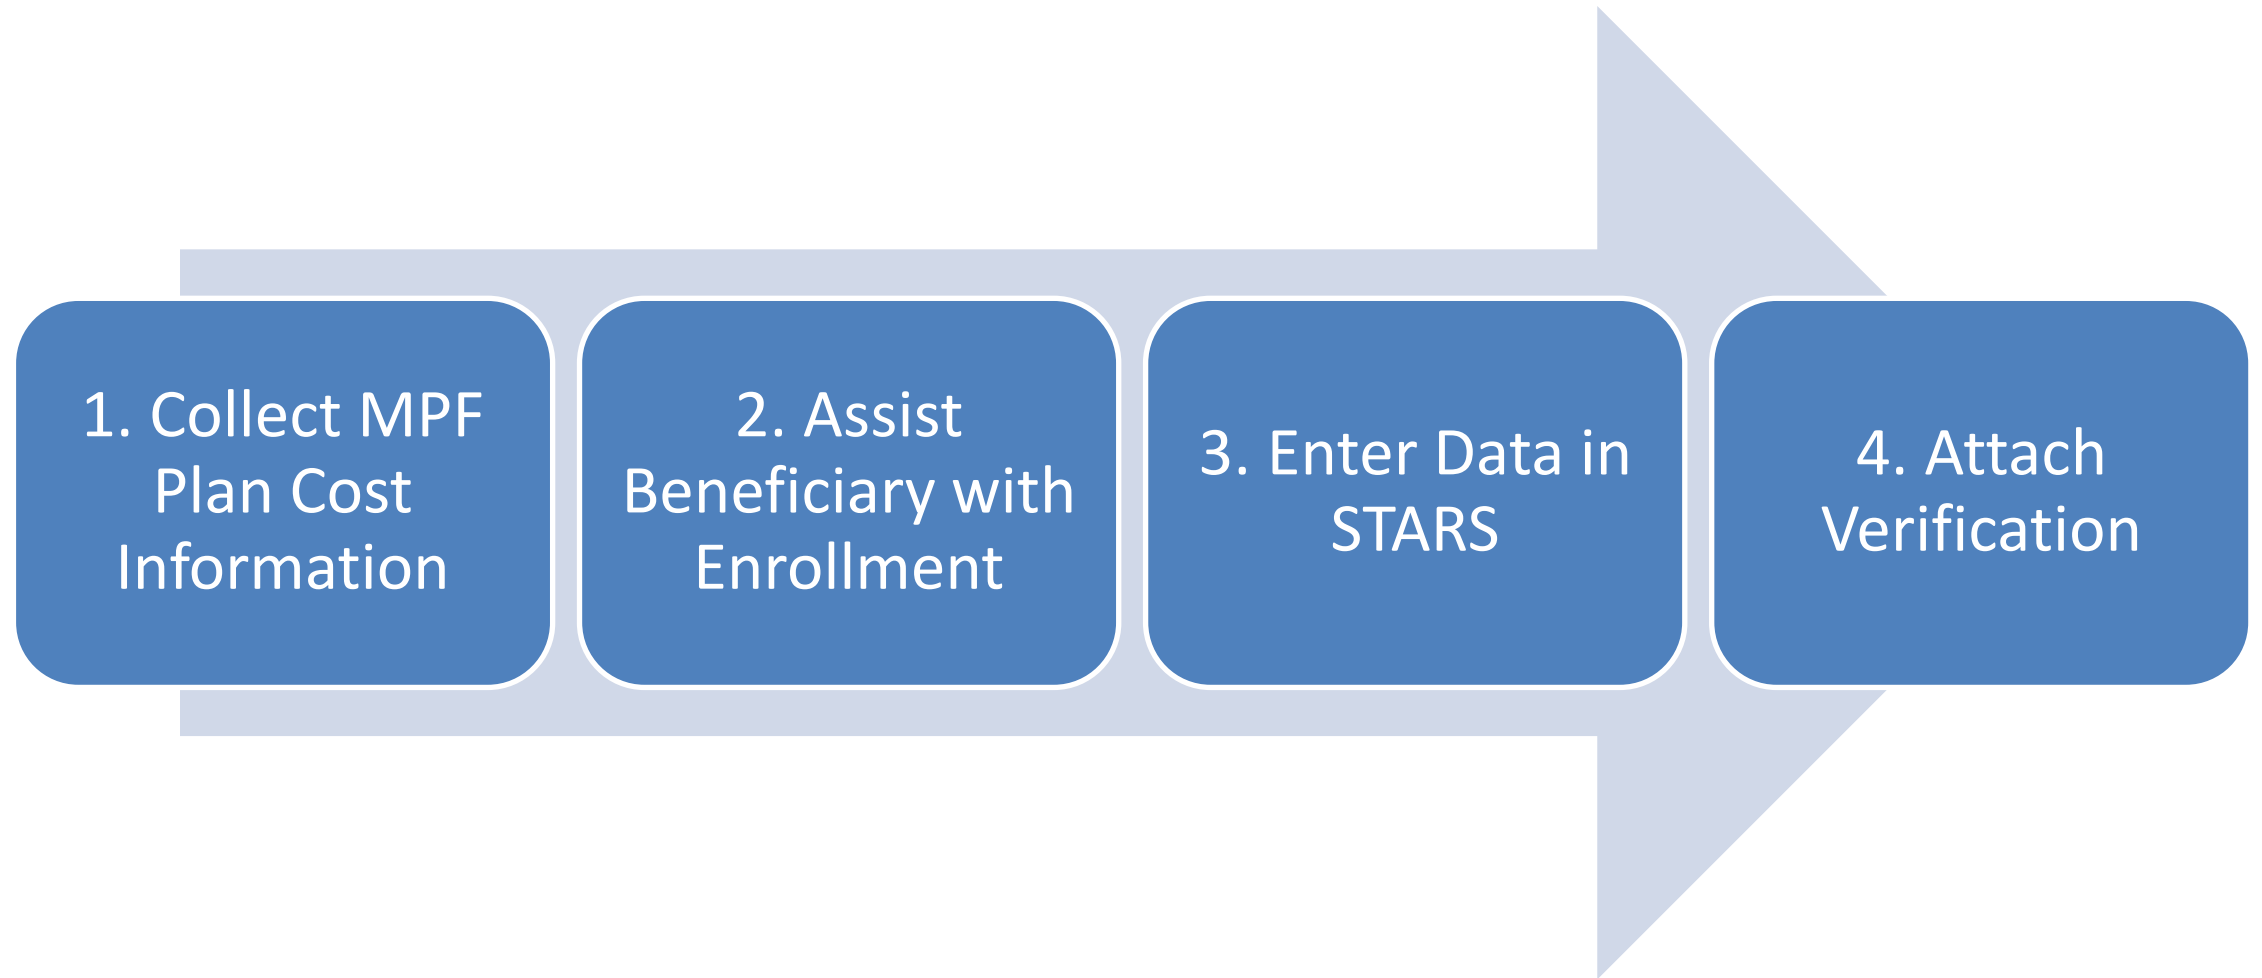 1. Collect MPF
Plan Cost
Information
2. Assist
Beneficiary with
Enrollment
3. Enter Data in
STARS
4. Attach
Verification